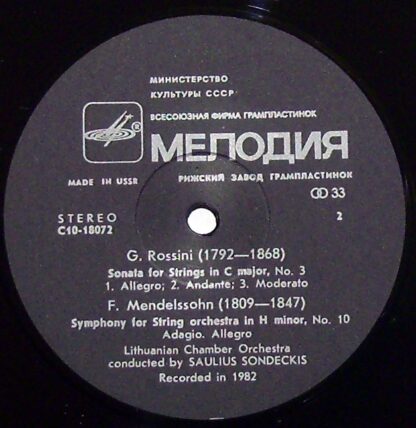 МИНИСТЕРСТВО
КУЛЬТУРЫ СССР
ВСЕСОЮЗНАЯ ФИРМА ГРАМПЛАСТИНОК
МЕЛОДИЯ
MADE IN USSR
РИЖСКИЙ ЗАВОД ГРАМПЛАСТИНОК
33
STEREO
2
C10-18072
G. Rossini (1792—1868)
Sonata for Strings in C major, No. 3
1. Allegro; 2. Andante; 3. Moderato
F. Mendelssohn (1809—1847)
Symphony for String orchestra in H minor, No. 10
Adagio. Allegro
Lithuanian Chamber Orchestra
conducted by SAULIUS SONDECKIS
Recorded in 1982